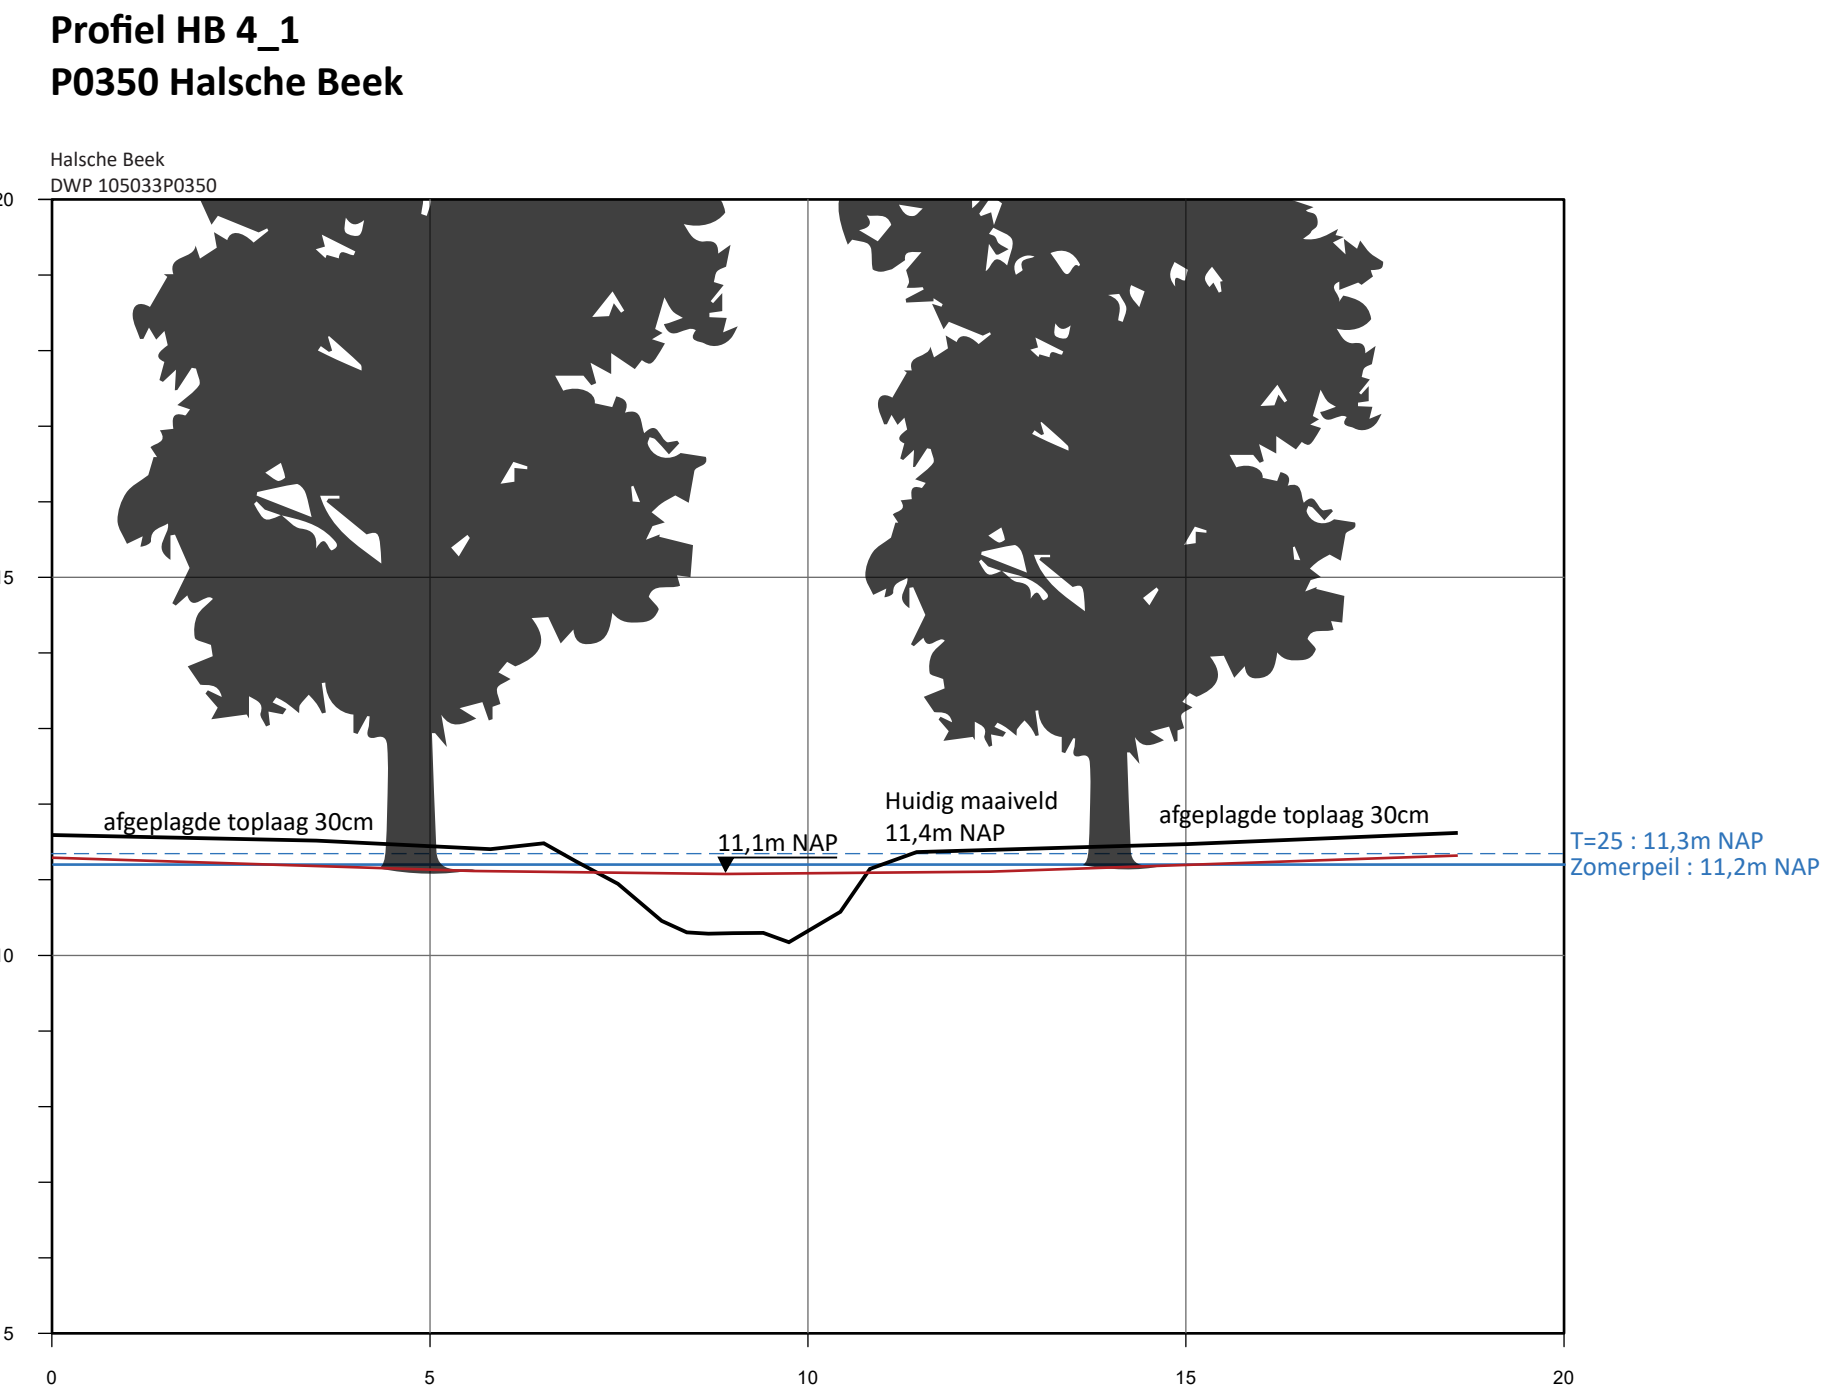 Profiel HB 4_1
P0350 Halsche Beek
Halsche Beek
DWP 105033P0350
20
15
10
5
afgeplagde toplaag 30cm
11,1m NAP
Huidig maaiveld
11,4m NAP
afgeplagde toplaag 30cm
T=25 : 11,3m NAP
Zomerpeil : 11,2m NAP
0
5
10
15
20